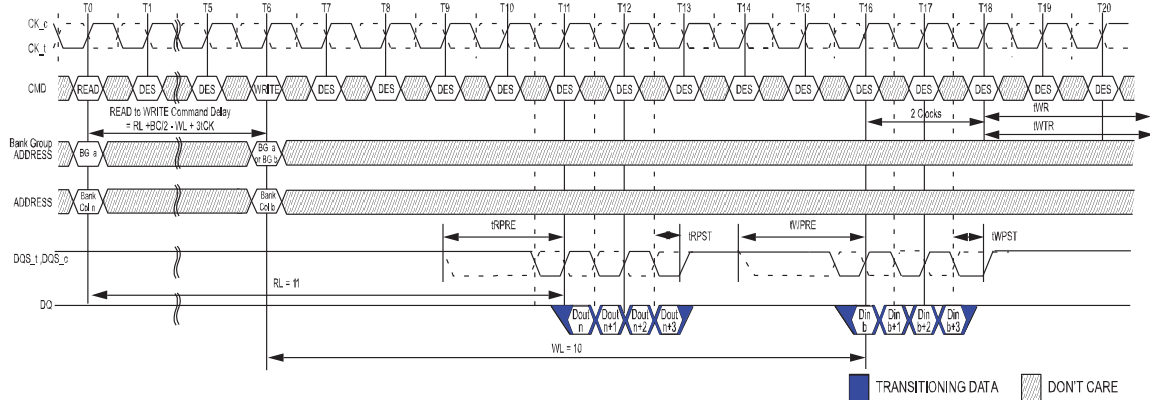 T0 T1 T5 T6 T7 T8 T9 T10 T11 T12 T13 T14 T15 T16 T17 T18 T19 T20
CK_c
CK_t
CMD READ DES DES WRITE DES DES DES DES DES DES DES DES DES DES DES DES DES DES
READ to WRITE Command Delay
= RL +BC/2 - WL + 3tCK
2 Clocks
tWR
tWTR
Bank Group
ADDRESS
BG a
BG a
or BG b
ADDRESS
Bank
Col n
Bank
Col b
tRPRE tRPST tWPRE tWPST
DQS_t,DQS_c
RL = 11
DQ
Dout
n
Dout
n+1
Dout
n+2
Dout
n+3
Din
b
Din
b+1
Din
b+2
Din
b+3
WL = 10
TRANSITIONING DATA
DON'T CARE